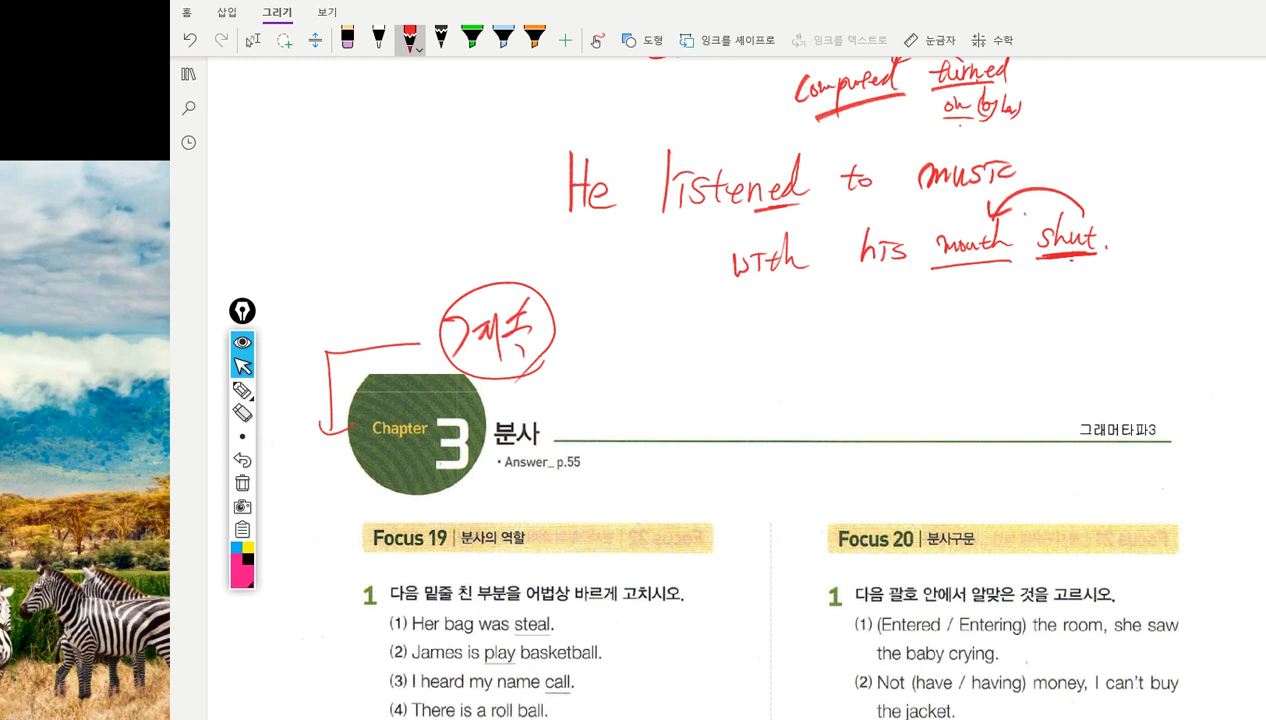 홈 삽입 그리기 보기
도형 잉크를 셰이프로 잉크를 텍스트로 눈금자 수학
turned
on
He listened to music
with his mouth shut.
계속
Chapter 3 분사
그래머타파3
• Answer_ p.55
Focus 19 | 분사의 역할
1 다음 밑줄 친 부분을 어법상 바르게 고치시오.
(1) Her bag was steal.
(2) James is play basketball.
(3) I heard my name call.
(4) There is a roll ball.
Focus 20 | 분사구문
1 다음 괄호 안에서 알맞은 것을 고르시오.
(1) (Entered / Entering) the room, she saw
the baby crying.
(2) Not (have / having) money, I can't buy
the jacket.